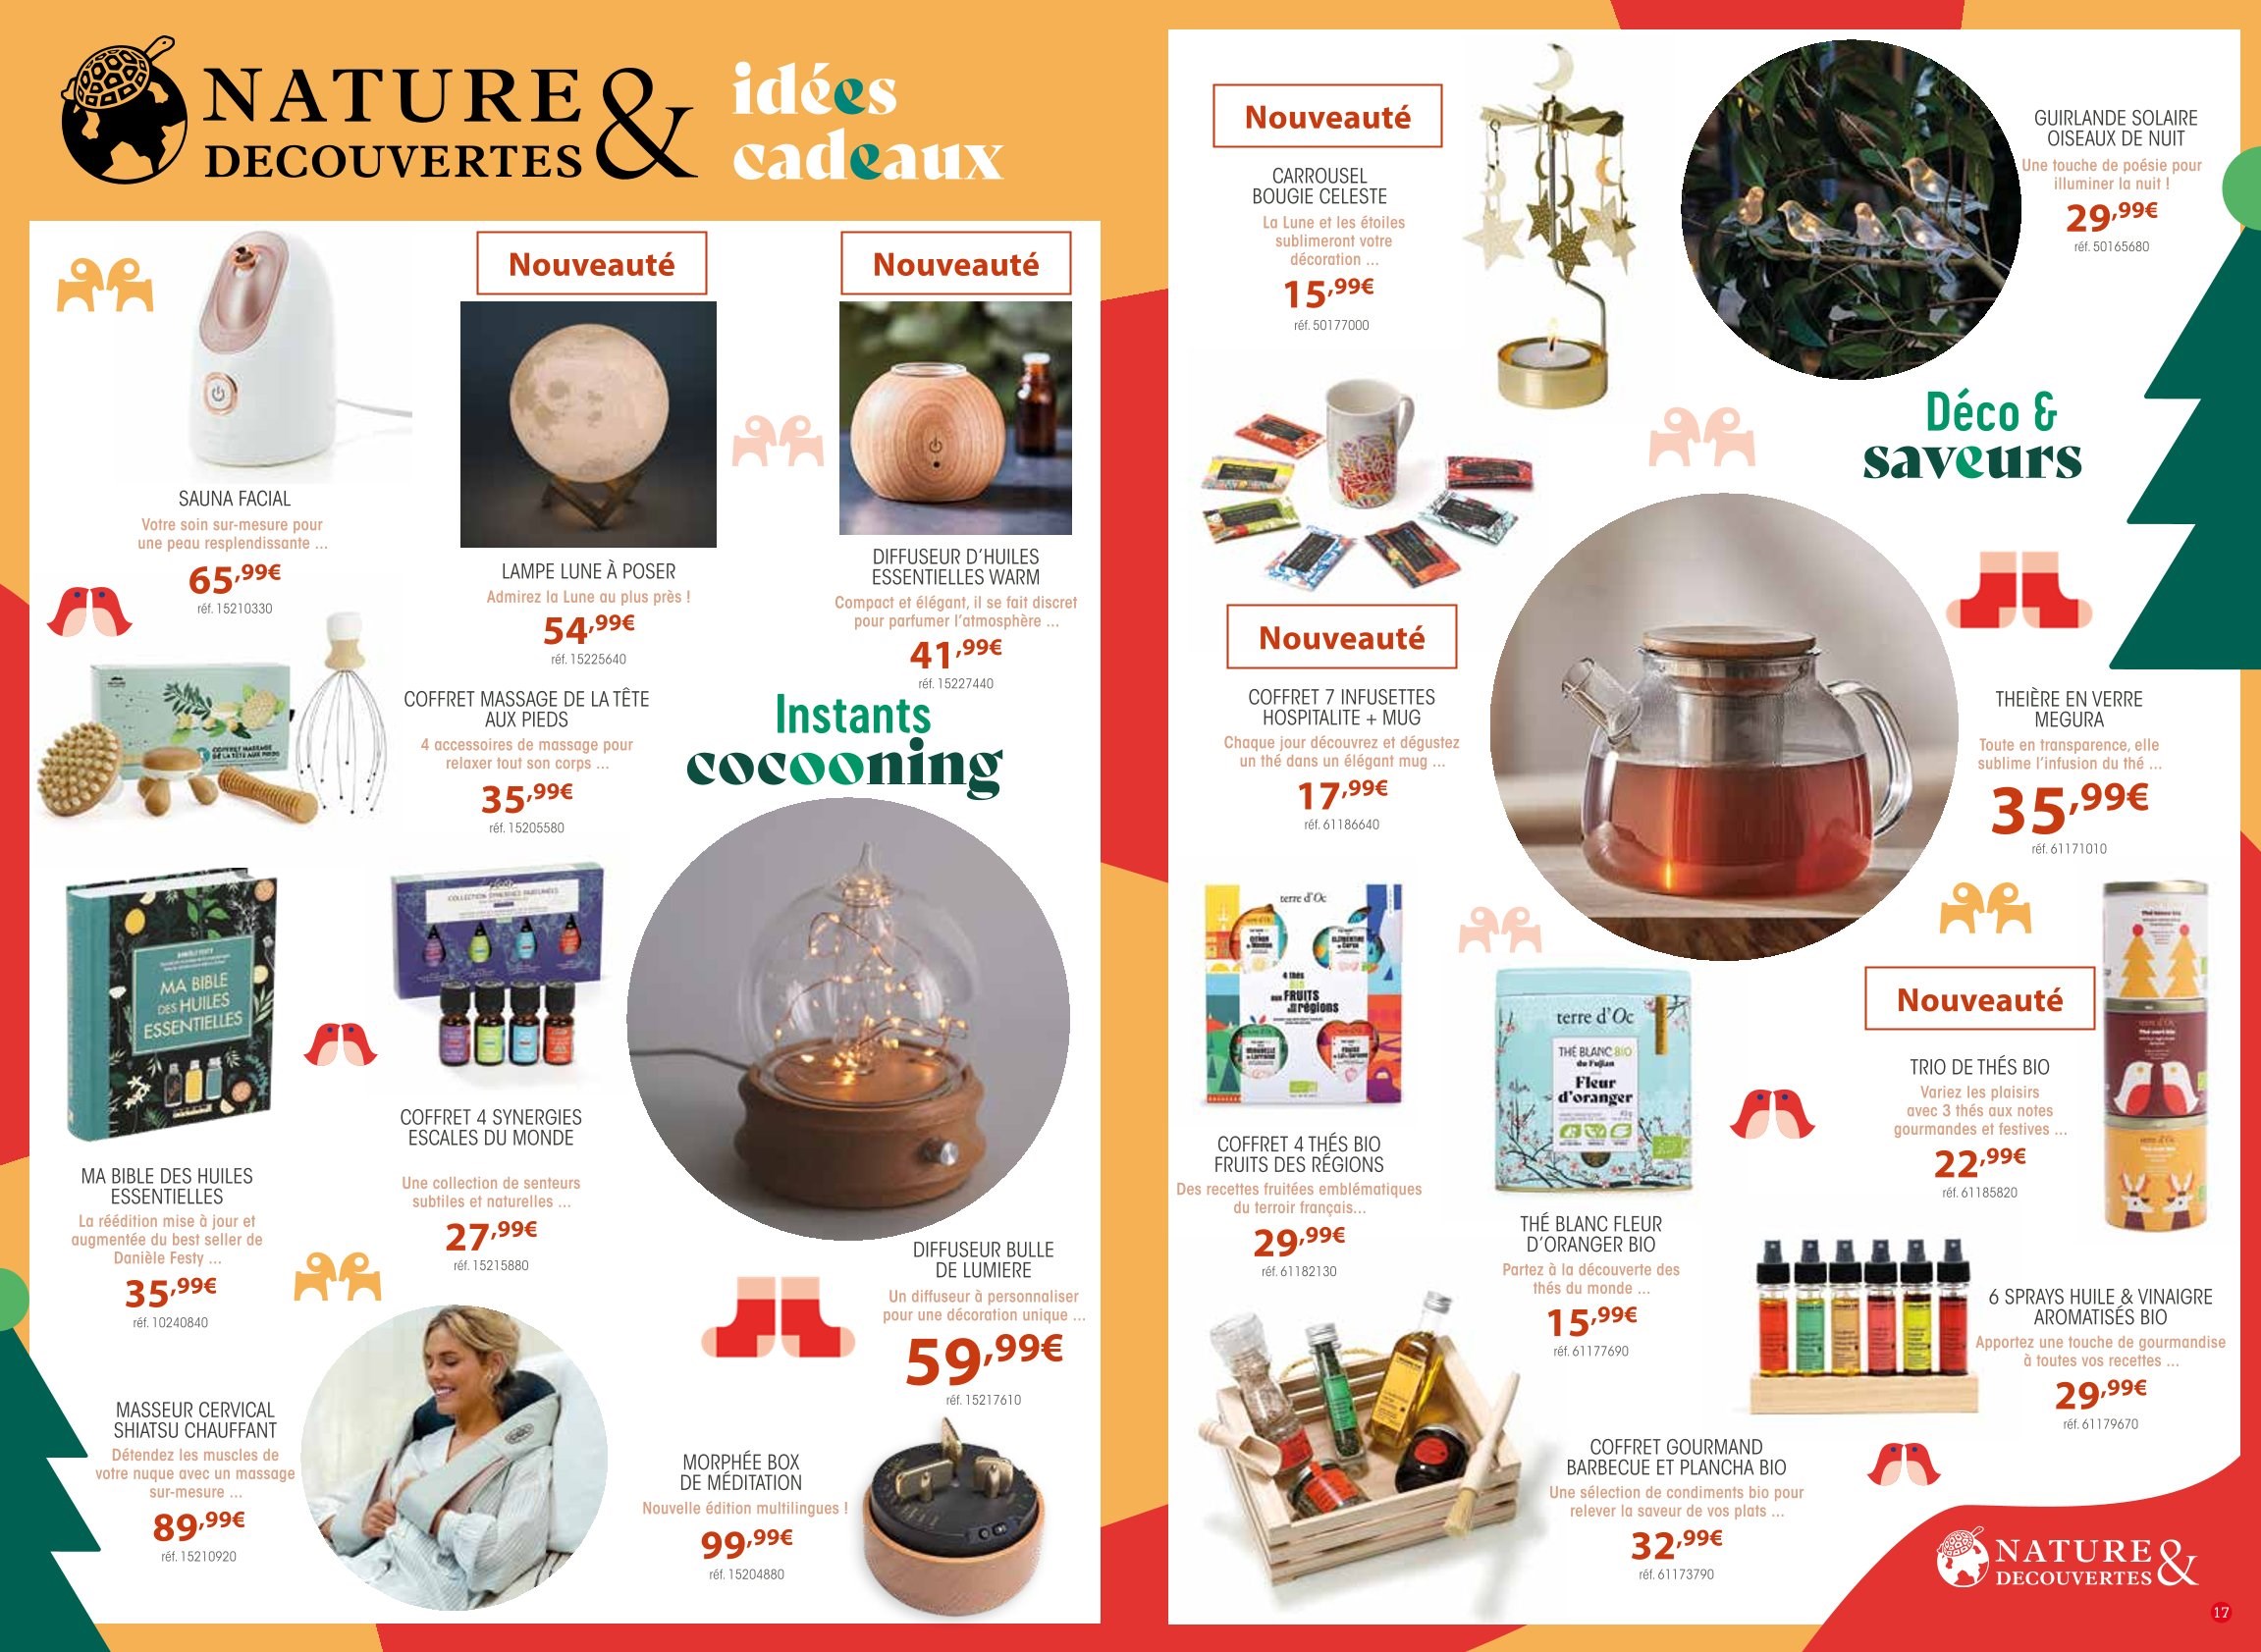 NATURE &
DECOUVERTES
idées
cadeaux
SAUNA FACIAL
Votre soin sur-mesure pour
une peau resplendissante ...
65,99€
réf. 15210330
Nouveauté
LAMPE LUNE À POSER
Admirez la Lune au plus près !
54,99€
réf. 15225640
Nouveauté
DIFFUSEUR D'HUILES
ESSENTIELLES WARM
Compact et élégant, il se fait discret
pour parfumer l'atmosphère ...
41,99€
réf. 15227440
COFFRET MASSAGE
DE LA TÊTE AUX PIEDS
COFFRET MASSAGE DE LA TÊTE
AUX PIEDS
4 accessoires de massage pour
relaxer tout son corps ...
35,99€
réf. 15205580
Instants
cocooning
MA BIBLE
DES HUILES
ESSENTIELLES
MA BIBLE DES HUILES
ESSENTIELLES
La réédition mise à jour et
augmentée du best seller de
Danièle Festy ...
35,99€
réf. 10240840
COFFRET 4 SYNERGIES
ESCALES DU MONDE
Une collection de senteurs
subtiles et naturelles ...
27,99€
réf. 15215880
DIFFUSEUR BULLE
DE LUMIERE
Un diffuseur à personnaliser
pour une décoration unique ...
59,99€
réf. 15217610
MASSEUR CERVICAL
SHIATSU CHAUFFANT
Détendez les muscles de
votre nuque avec un massage
sur-mesure ...
89,99€
réf. 15210920
MORPHÉE BOX
DE MÉDITATION
Nouvelle édition multilingues !
99,99€
réf. 15204880
Nouveauté
CARROUSEL
BOUGIE CELESTE
La Lune et les étoiles
sublimeront votre
décoration ...
15,99€
réf. 50177000
GUIRLANDE SOLAIRE
OISEAUX DE NUIT
Une touche de poésie pour
illuminer la nuit !
29,99€
réf. 50165680
Déco &
saveurs
Nouveauté
COFFRET 7 INFUSETTES
HOSPITALITE + MUG
Chaque jour découvrez et dégustez
un thé dans un élégant mug ...
17,99€
réf. 61186640
THEIÈRE EN VERRE
MEGURA
Toute en transparence, elle
sublime l'infusion du thé ...
35,99€
réf. 61171010
terre d'Oc
4 thés
BIO
aux FRUITS
des régions
COFFRET 4 THÉS BIO
FRUITS DES RÉGIONS
Des recettes fruitées emblématiques
du terroir français...
29,99€
réf. 61182130
terre d'Oc
THÉ BLANC BIO
du Fujian
Fleur
d'oranger
THÉ BLANC FLEUR
D'ORANGER BIO
Partez à la découverte des
thés du monde ...
15,99€
réf. 61177690
Nouveauté
TRIO DE THÉS BIO
Variez les plaisirs
avec 3 thés aux notes
gourmandes et festives ...
22,99€
réf. 61185820
6 SPRAYS HUILE & VINAIGRE
AROMATISÉS BIO
Apportez une touche de gourmandise
à toutes vos recettes ...
29,99€
réf. 61179670
COFFRET GOURMAND
BARBECUE ET PLANCHA BIO
Une sélection de condiments bio pour
relever la saveur de vos plats ...
32,99€
réf. 61173790
NATURE &
DECOUVERTES
17